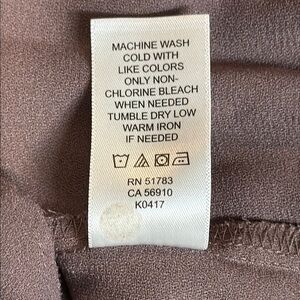 MACHINE WASH
COLD WITH
LIKE COLORS
ONLY NON-
CHLORINE BLEACH
WHEN NEEDED
TUMBLE DRY LOW
WARM IRON
IF NEEDED
RN 51783
CA 56910
K0417